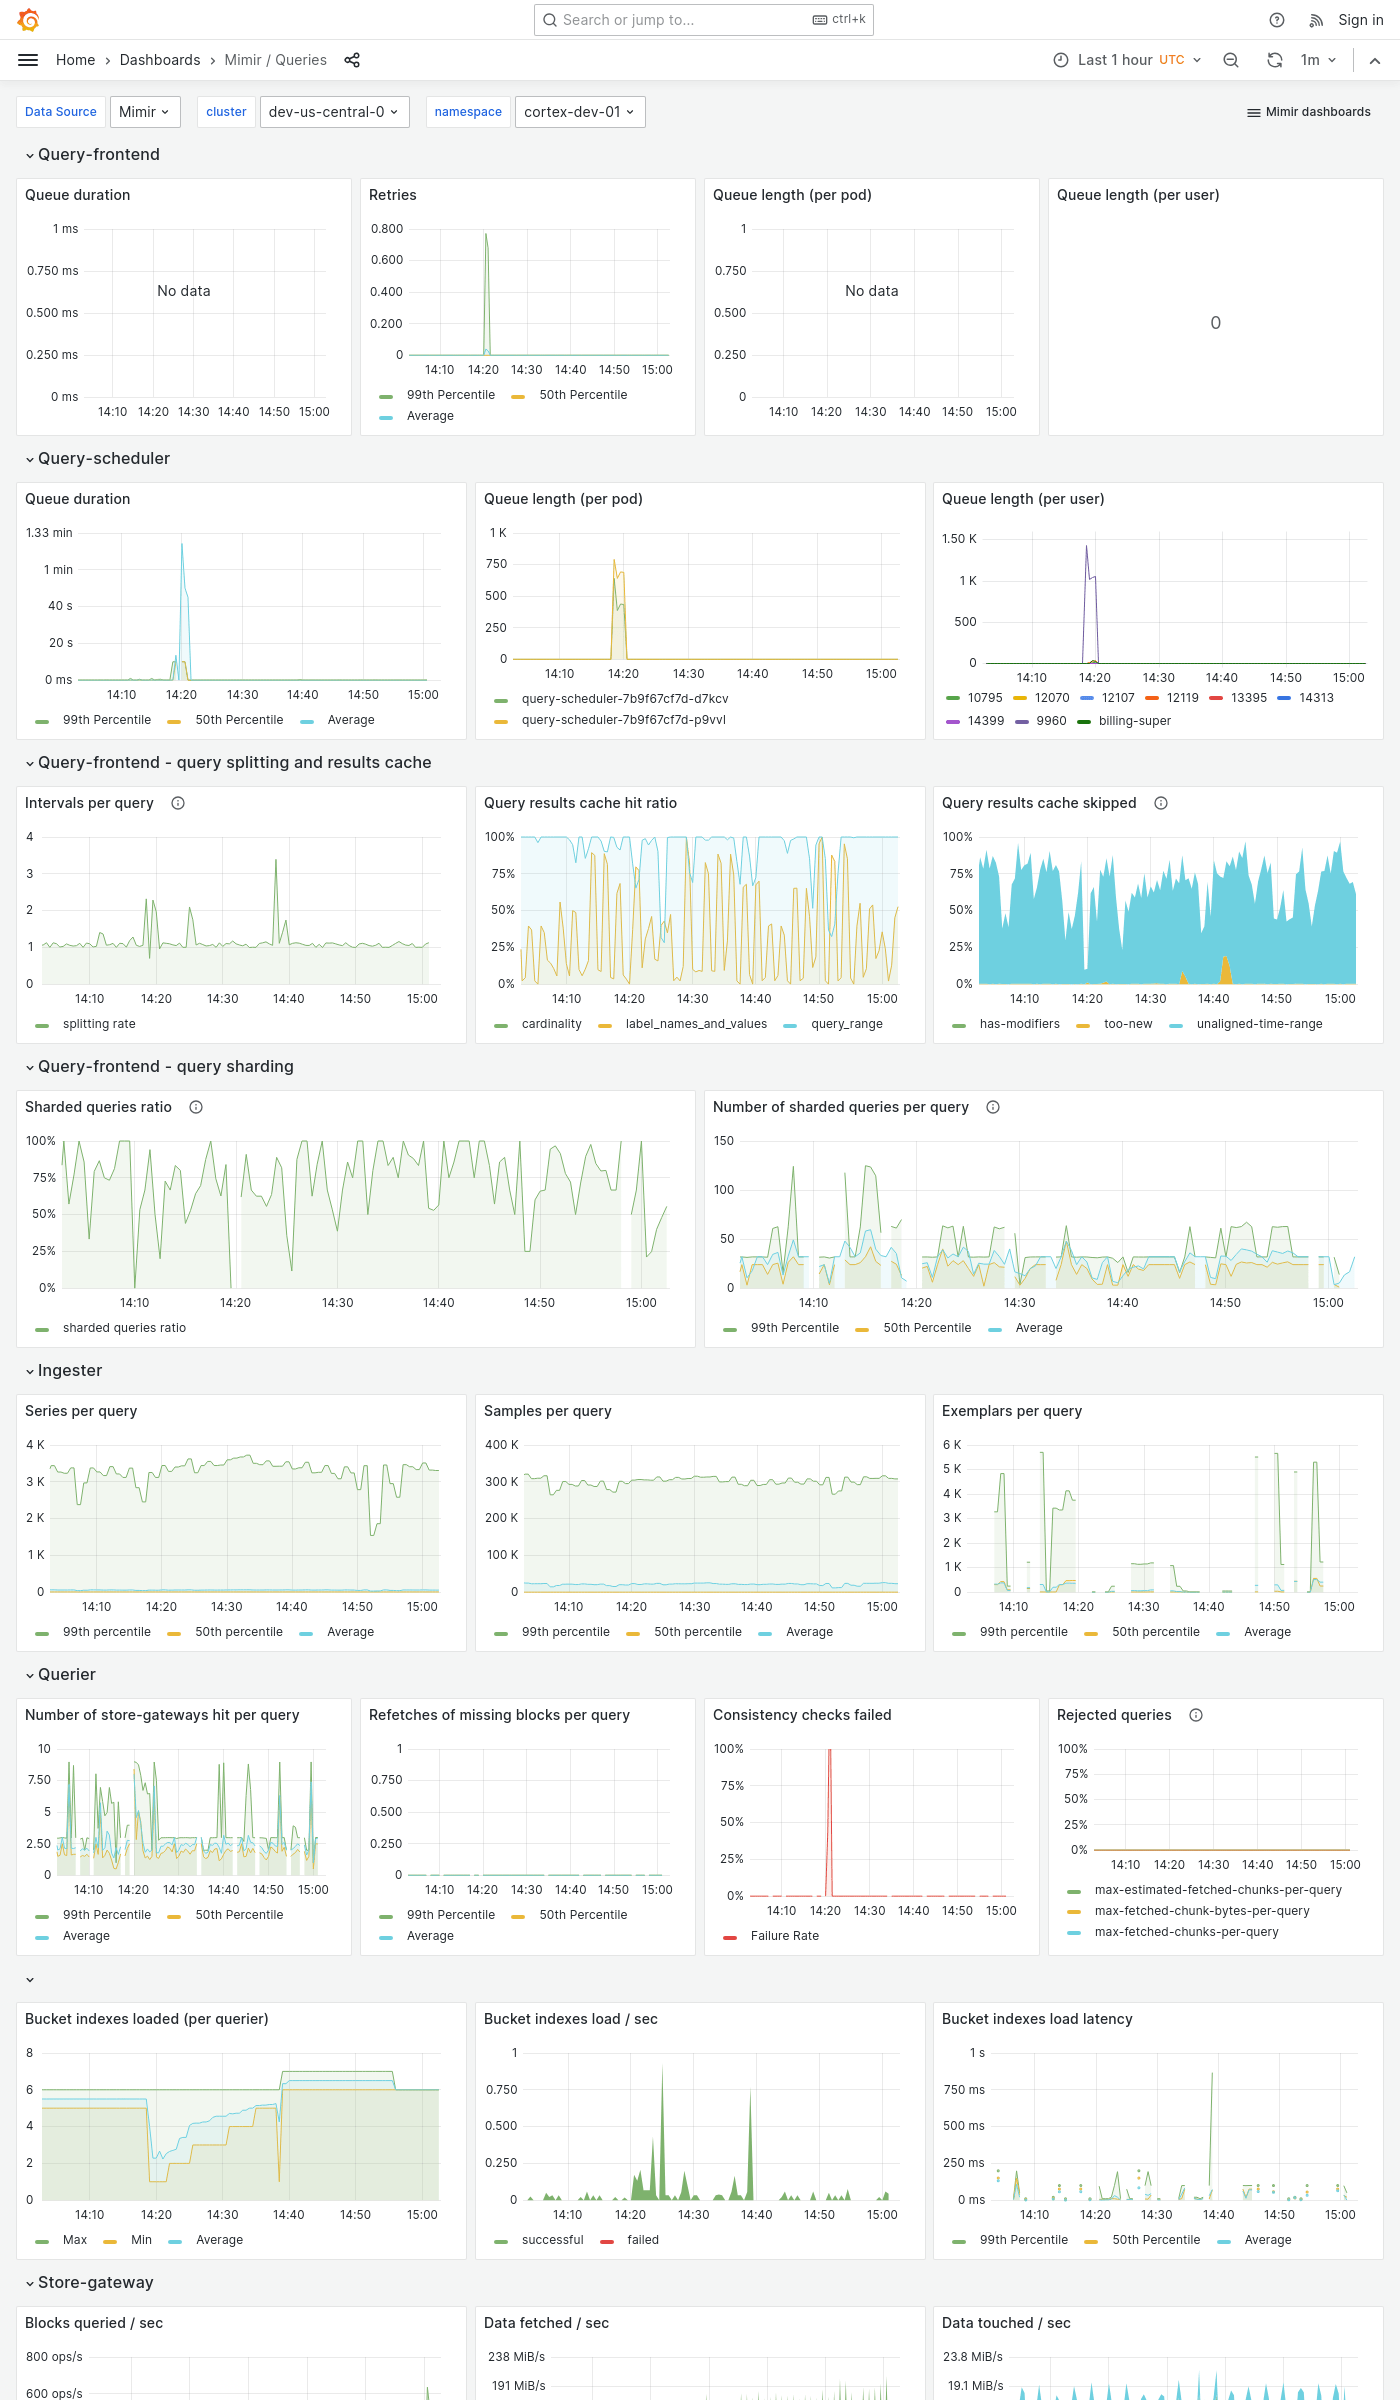 Search or jump to...
ctrl+k
Sign in
Home
Dashboards
Mimir / Queries
Last 1 hour UTC
1m
Data Source
Mimir
cluster
dev-us-central-0
namespace
cortex-dev-01
Mimir dashboards
Query-frontend
Queue duration
1 ms
0.750 ms
0.500 ms
0.250 ms
0 ms
No data
14:10 14:20 14:30 14:40 14:50 15:00
Retries
0.800
0.600
0.400
0.200
0
14:10 14:20 14:30 14:40 14:50 15:00
99th Percentile 50th Percentile
Average
Queue length (per pod)
1
0.750
0.500
0.250
0
No data
14:10 14:20 14:30 14:40 14:50 15:00
Queue length (per user)
0
Query-scheduler
Queue duration
1.33 min
1 min
40 s
20 s
0 ms
14:10 14:20 14:30 14:40 14:50 15:00
99th Percentile 50th Percentile Average
Queue length (per pod)
1 K
750
500
250
0
14:10 14:20 14:30 14:40 14:50 15:00
query-scheduler-7b9f67cf7d-d7kcv
query-scheduler-7b9f67cf7d-p9vvl
Queue length (per user)
1.50 K
1 K
500
0
14:10 14:20 14:30 14:40 14:50 15:00
10795 12070 12107 12119 13395 14313
14399 9960 billing-super
Query-frontend - query splitting and results cache
Intervals per query
4
3
2
1
0
14:10 14:20 14:30 14:40 14:50 15:00
splitting rate
Query results cache hit ratio
100%
75%
50%
25%
0%
14:10 14:20 14:30 14:40 14:50 15:00
cardinality label_names_and_values query_range
Query results cache skipped
100%
75%
50%
25%
0%
14:10 14:20 14:30 14:40 14:50 15:00
has-modifiers too-new unaligned-time-range
Query-frontend - query sharding
Sharded queries ratio
100%
75%
50%
25%
0%
14:10 14:20 14:30 14:40 14:50 15:00
sharded queries ratio
Number of sharded queries per query
150
100
50
0
14:10 14:20 14:30 14:40 14:50 15:00
99th Percentile 50th Percentile Average
Ingester
Series per query
4 K
3 K
2 K
1 K
0
14:10 14:20 14:30 14:40 14:50 15:00
99th percentile 50th percentile Average
Samples per query
400 K
300 K
200 K
100 K
0
14:10 14:20 14:30 14:40 14:50 15:00
99th percentile 50th percentile Average
Exemplars per query
6 K
5 K
4 K
3 K
2 K
1 K
0
14:10 14:20 14:30 14:40 14:50 15:00
99th percentile 50th percentile Average
Querier
Number of store-gateways hit per query
10
7.50
5
2.50
0
14:10 14:20 14:30 14:40 14:50 15:00
99th Percentile 50th Percentile
Average
Refetches of missing blocks per query
1
0.750
0.500
0.250
0
14:10 14:20 14:30 14:40 14:50 15:00
99th Percentile 50th Percentile
Average
Consistency checks failed
100%
75%
50%
25%
0%
14:10 14:20 14:30 14:40 14:50 15:00
Failure Rate
Rejected queries
100%
75%
50%
25%
0%
14:10 14:20 14:30 14:40 14:50 15:00
max-estimated-fetched-chunks-per-query
max-fetched-chunk-bytes-per-query
max-fetched-chunks-per-query
Bucket indexes loaded (per querier)
8
6
4
2
0
14:10 14:20 14:30 14:40 14:50 15:00
Max Min Average
Bucket indexes load / sec
1
0.750
0.500
0.250
0
14:10 14:20 14:30 14:40 14:50 15:00
successful failed
Bucket indexes load latency
1 s
750 ms
500 ms
250 ms
0 ms
14:10 14:20 14:30 14:40 14:50 15:00
99th Percentile 50th Percentile Average
Store-gateway
Blocks queried / sec
800 ops/s
600 ops/s
Data fetched / sec
238 MiB/s
191 MiB/s
Data touched / sec
23.8 MiB/s
19.1 MiB/s